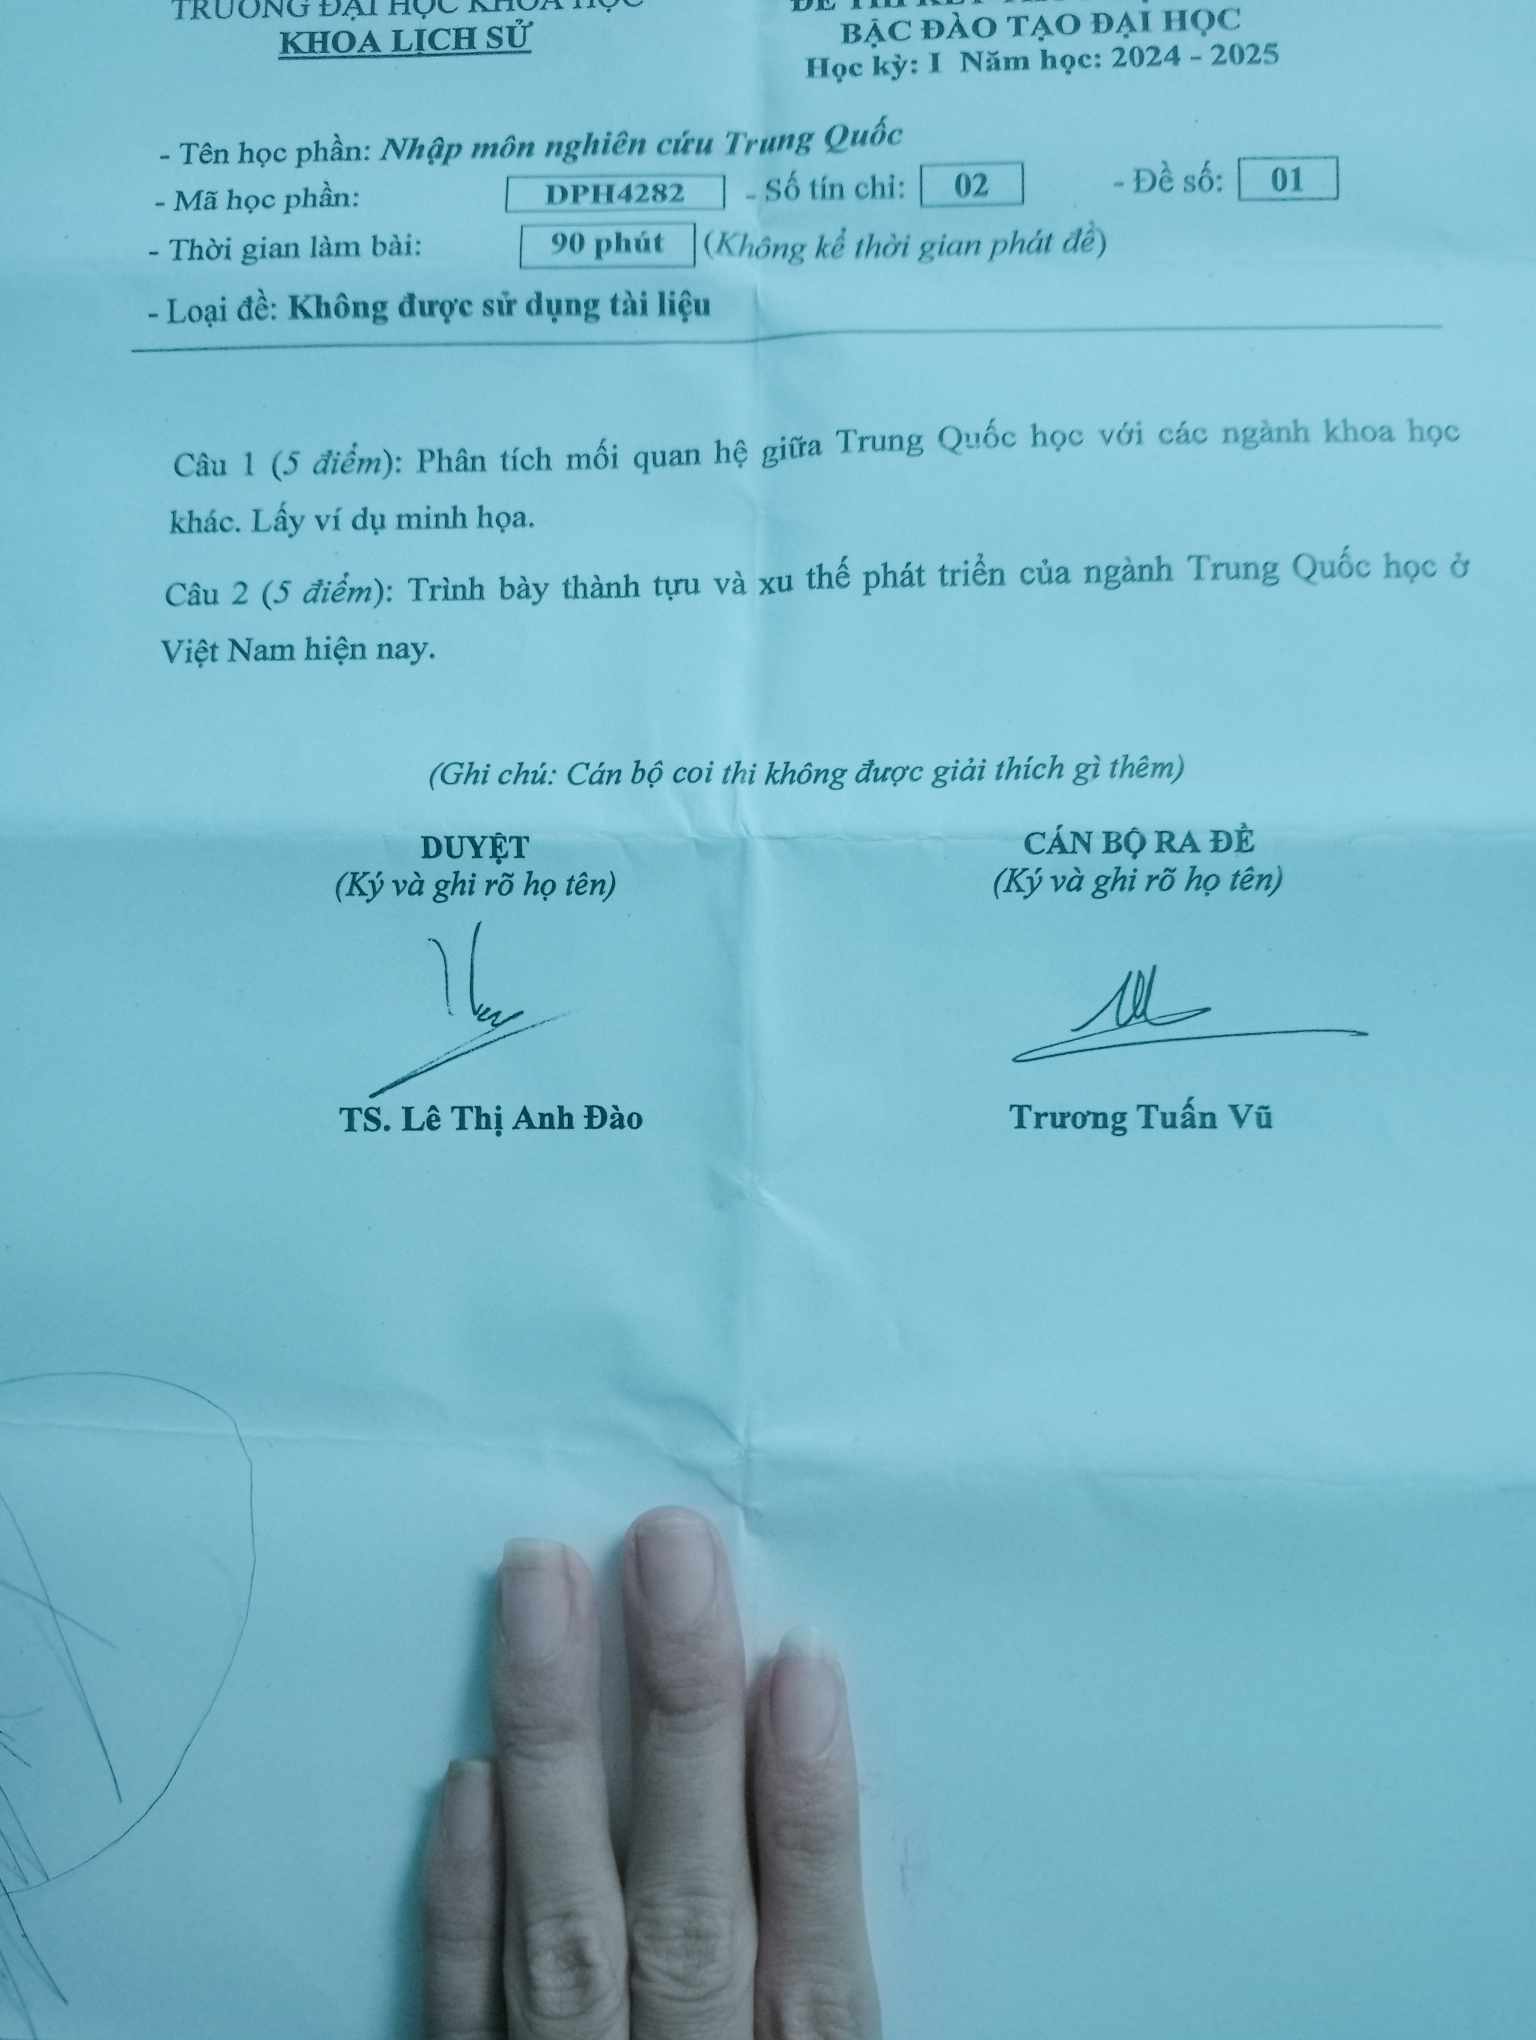 TRƯỜNG ĐẠI HỌC KHOA HỌC
KHOA LỊCH SỬ
BẬC ĐÀO TẠO ĐẠI HỌC
Học kỳ: I Năm học: 2024 - 2025
- Tên học phần: Nhập môn nghiên cứu Trung Quốc
- Mã học phần: DPH4282 - Số tín chỉ: 02 - Đề số: 01
- Thời gian làm bài: 90 phút (Không kể thời gian phát đề)
- Loại đề: Không được sử dụng tài liệu
Câu 1 (5 điểm): Phân tích mối quan hệ giữa Trung Quốc học với các ngành khoa học
khác. Lấy ví dụ minh họa.
Câu 2 (5 điểm): Trình bày thành tựu và xu thế phát triển của ngành Trung Quốc học ở
Việt Nam hiện nay.
(Ghi chú: Cán bộ coi thi không được giải thích gì thêm)
DUYỆT
(Ký và ghi rõ họ tên)
TS. Lê Thị Anh Đào
CÁN BỘ RA ĐỀ
(Ký và ghi rõ họ tên)
Trương Tuấn Vũ